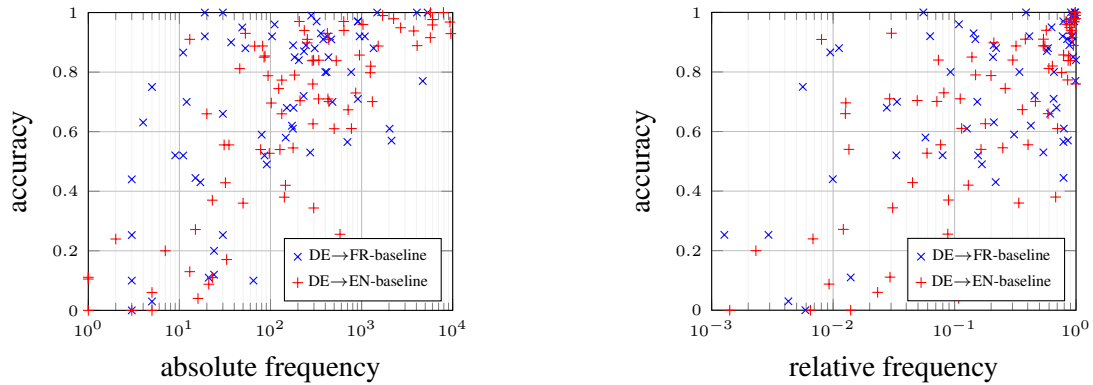 1
0.8
0.6
0.4
0.2
0
accuracy
10^0 10^1 10^2 10^3 10^4
absolute frequency
DE→FR-baseline
DE→EN-baseline
1
0.8
0.6
0.4
0.2
0
accuracy
10^−3 10^−2 10^−1 10^0
relative frequency
DE→FR-baseline
DE→EN-baseline